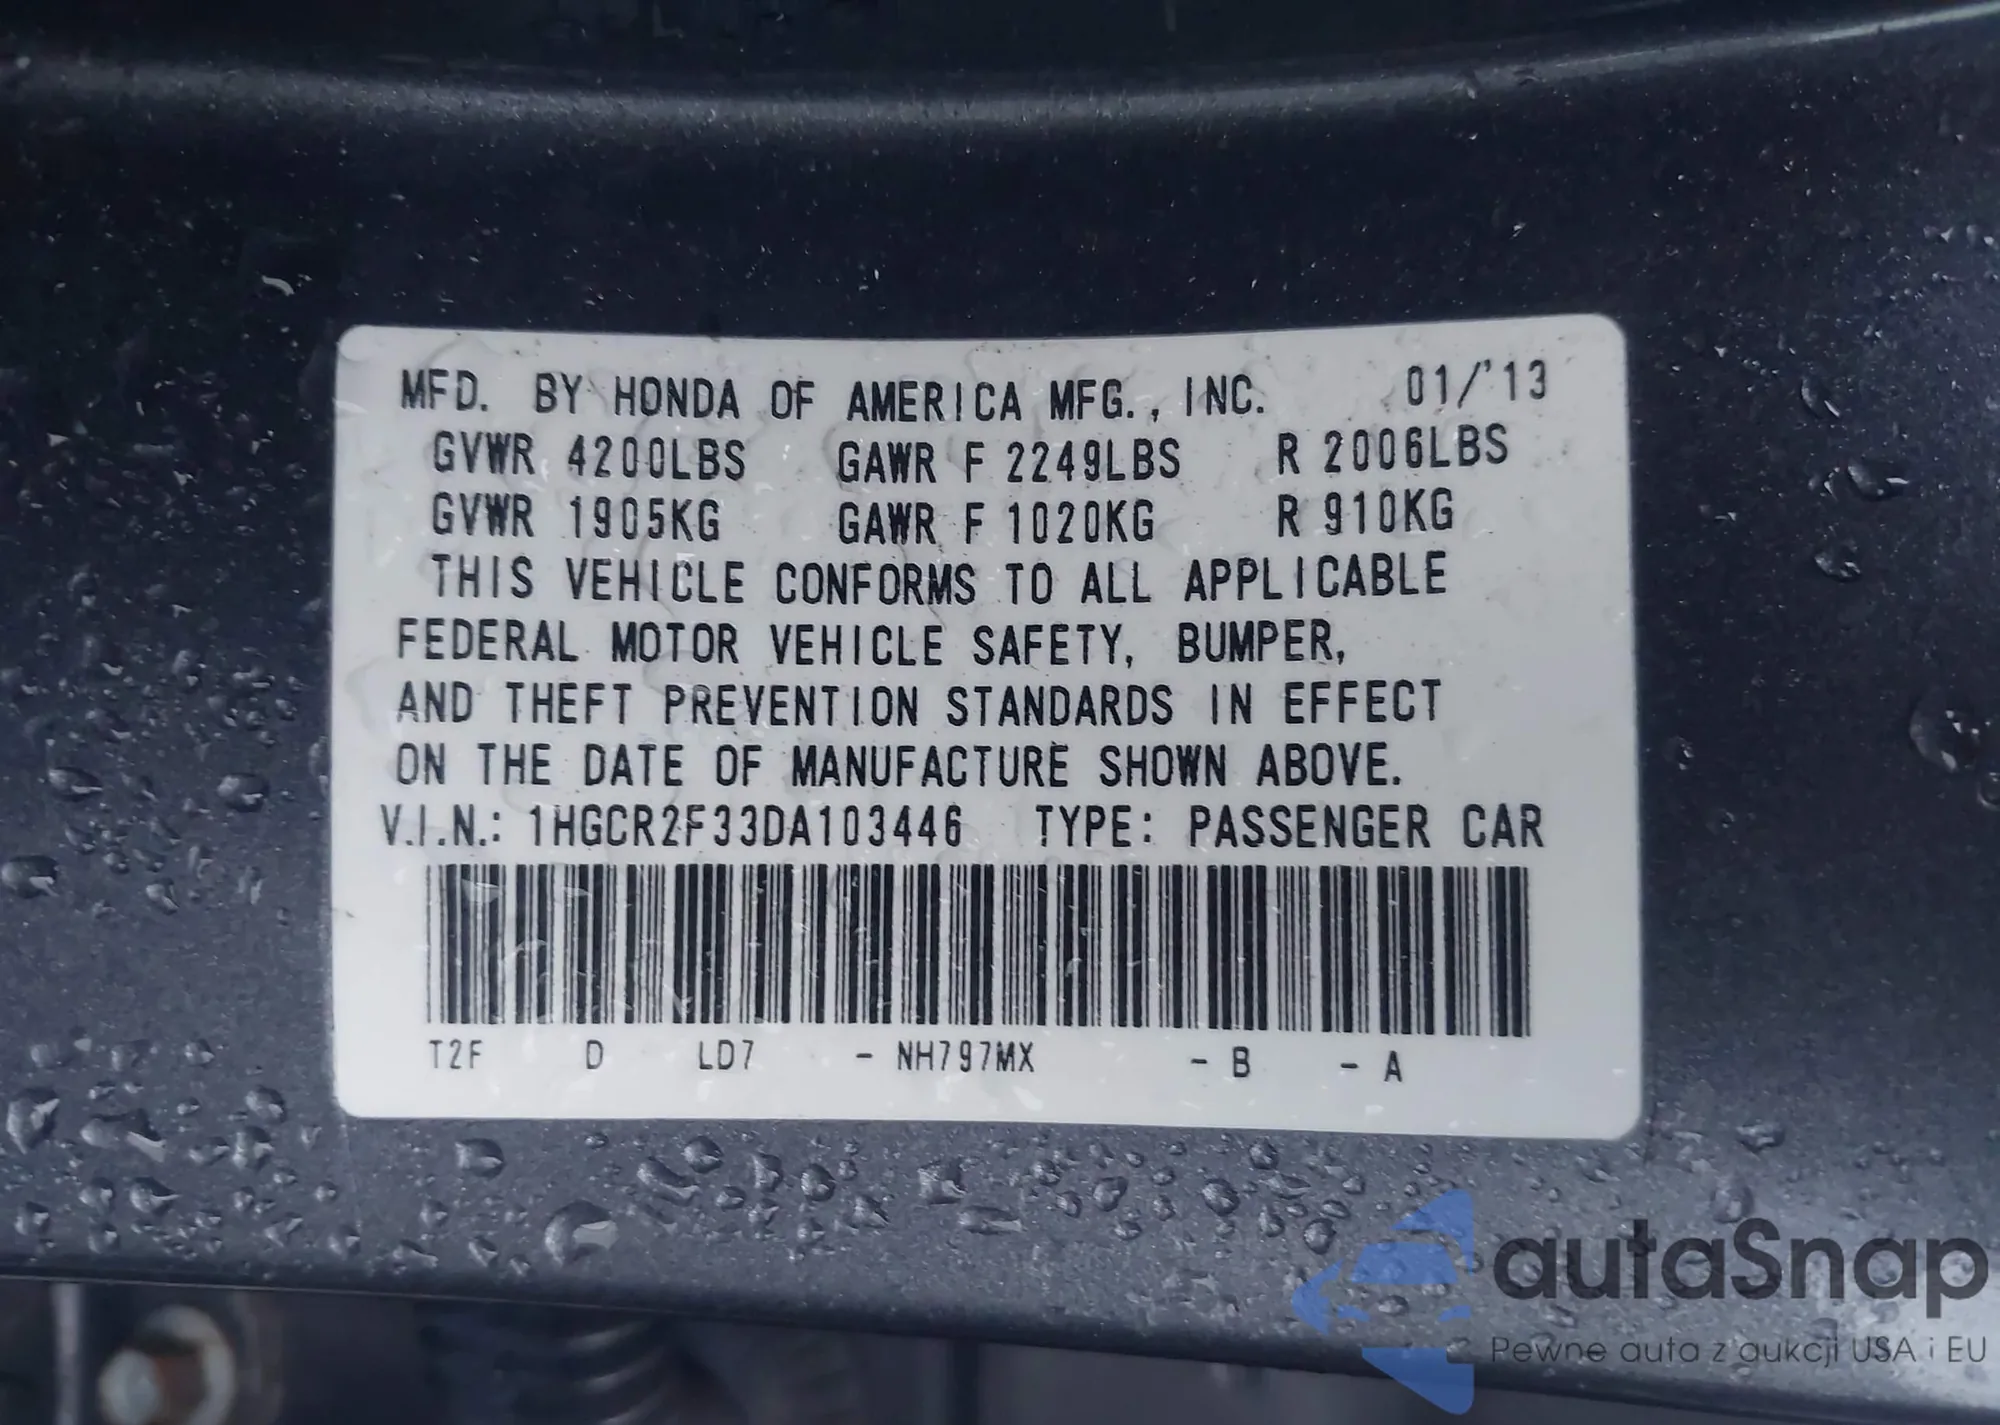 MFD. BY HONDA OF AMERICA MFG., INC. 01/'13
GVWR 4200LBS GAWR F 2249LBS R 2006LBS
GVWR 1905KG GAWR F 1020KG R 910KG
THIS VEHICLE CONFORMS TO ALL APPLICABLE
FEDERAL MOTOR VEHICLE SAFETY, BUMPER,
AND THEFT PREVENTION STANDARDS IN EFFECT
ON THE DATE OF MANUFACTURE SHOWN ABOVE.
V.I.N.: 1HGCR2F33DA103446 TYPE: PASSENGER CAR
T2F D LD7 - NH797MX - B - A
autaSnap
Pewne auta z aukcji USA i EU